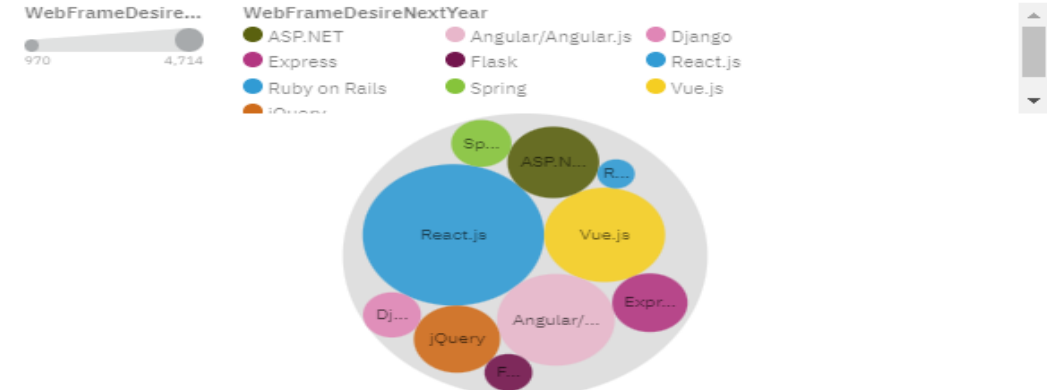 WebFrameDesire... WebFrameDesireNextYear
ASP.NET Angular/Angular.js Django
970 4,714 Express Flask React.js
Ruby on Rails Spring Vue.js
jQuery
Sp...
ASP.N...
R...
React.js Vue.js
Expr...
Dj... Angular/...
jQuery
F...